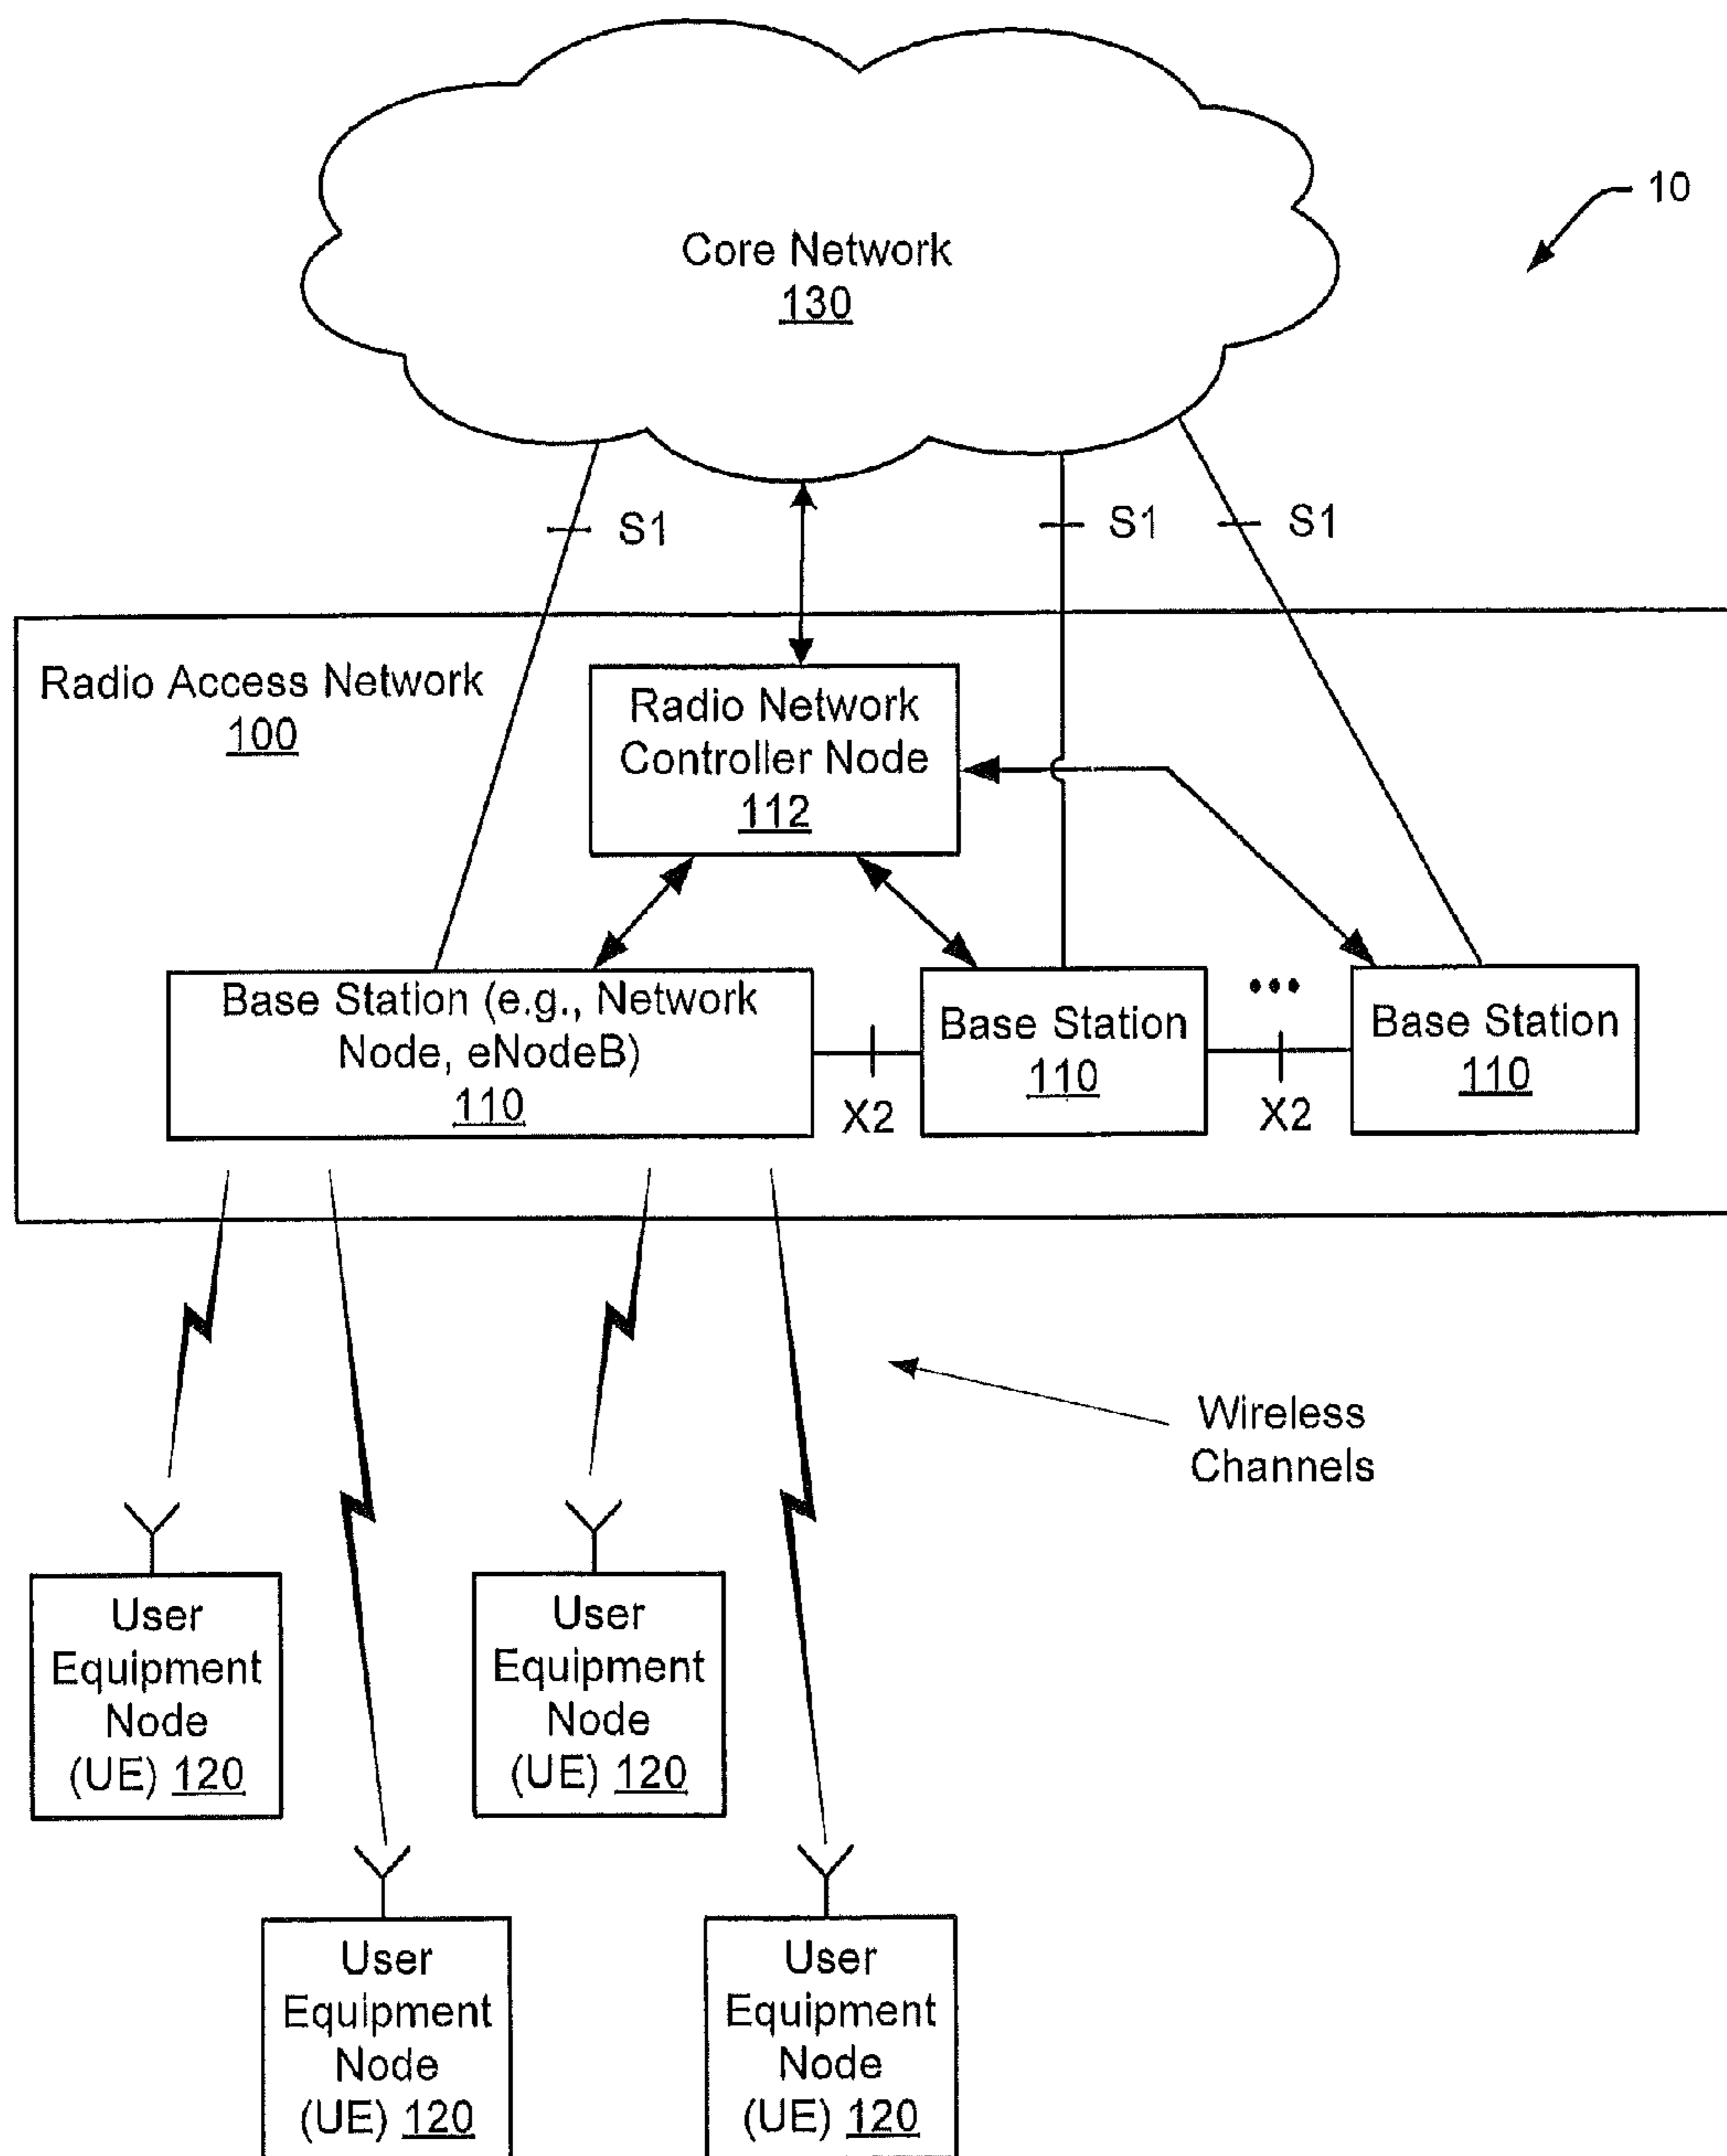 10
Core Network
130
S1
S1
S1
Radio Access Network
100
Radio Network
Controller Node
112
Base Station (e.g., Network
Node, eNodeB)
110
X2
Base Station
110
•••
X2
Base Station
110
Wireless
Channels
User
Equipment
Node
(UE) 120
User
Equipment
Node
(UE) 120
User
Equipment
Node
(UE) 120
User
Equipment
Node
(UE) 120